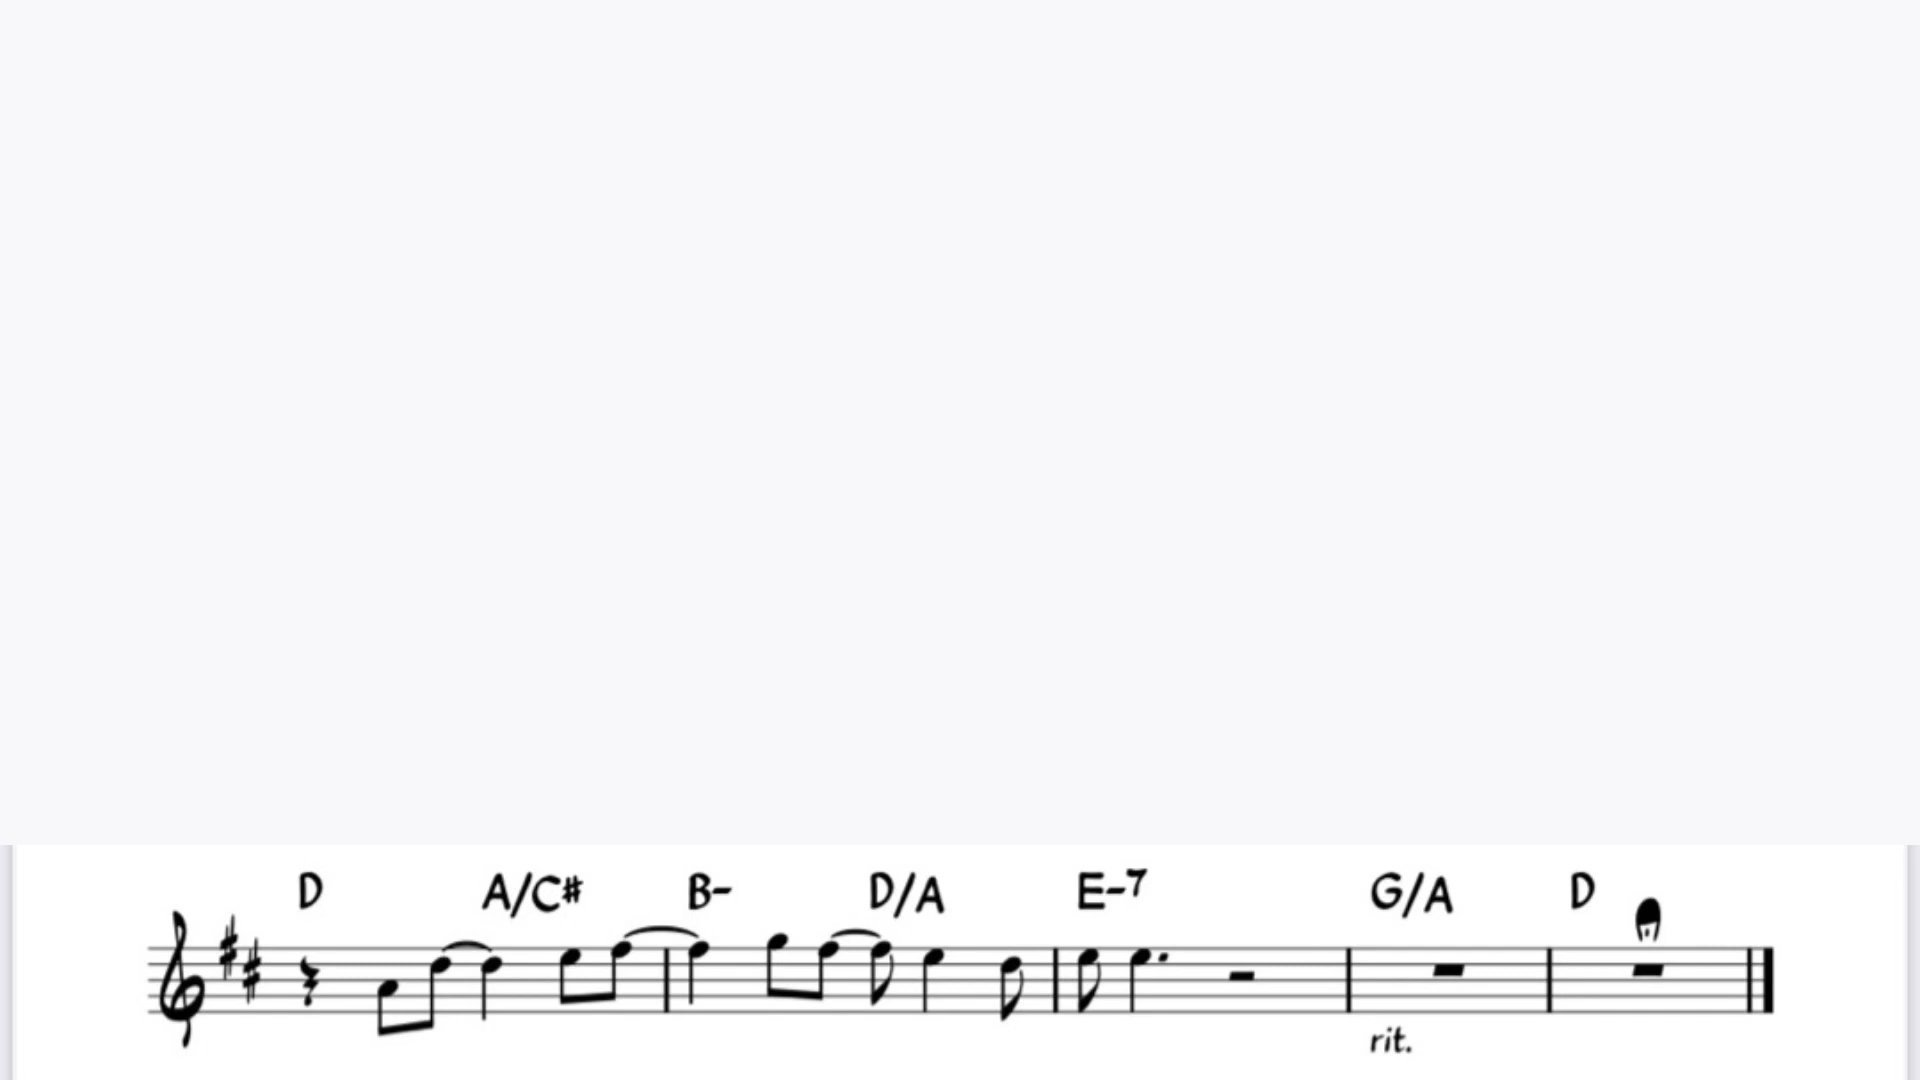 D A/C# B- D/A E-7 G/A D
rit.